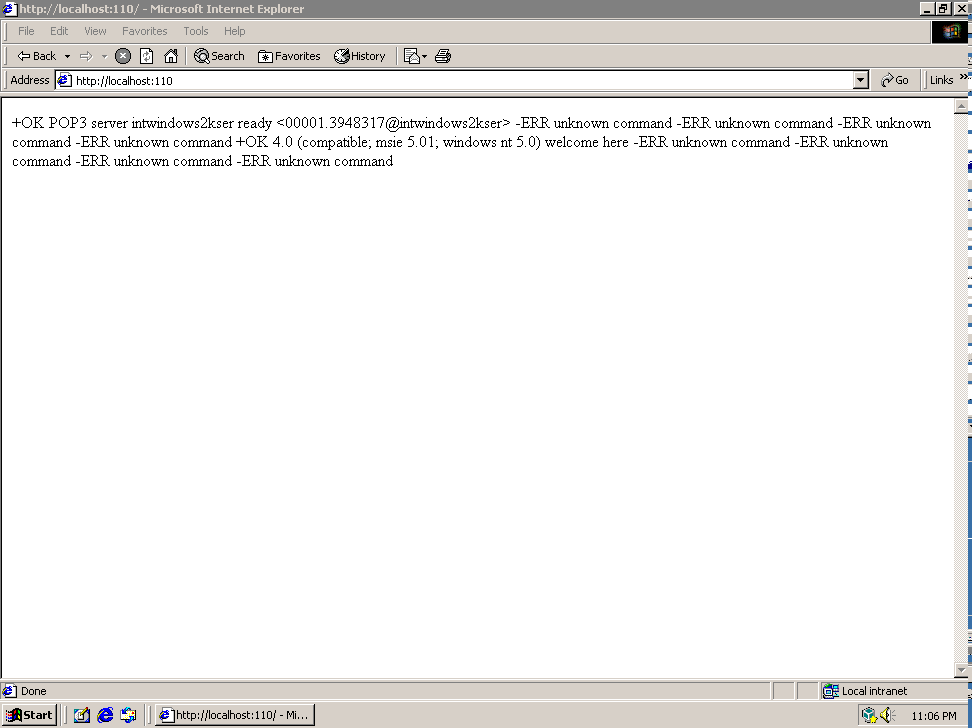 http://localhost:110/ - Microsoft Internet Explorer
File Edit View Favorites Tools Help
Back Search Favorites History
Address http://localhost:110 Go Links »
+OK POP3 server intwindows2kser ready <00001.3948317@intwindows2kser> -ERR unknown command -ERR unknown command -ERR unknown
command -ERR unknown command +OK 4.0 (compatible; msie 5.01; windows nt 5.0) welcome here -ERR unknown command -ERR unknown
command -ERR unknown command -ERR unknown command
Done Local intranet
Start http://localhost:110/ - Mi... 11:06 PM